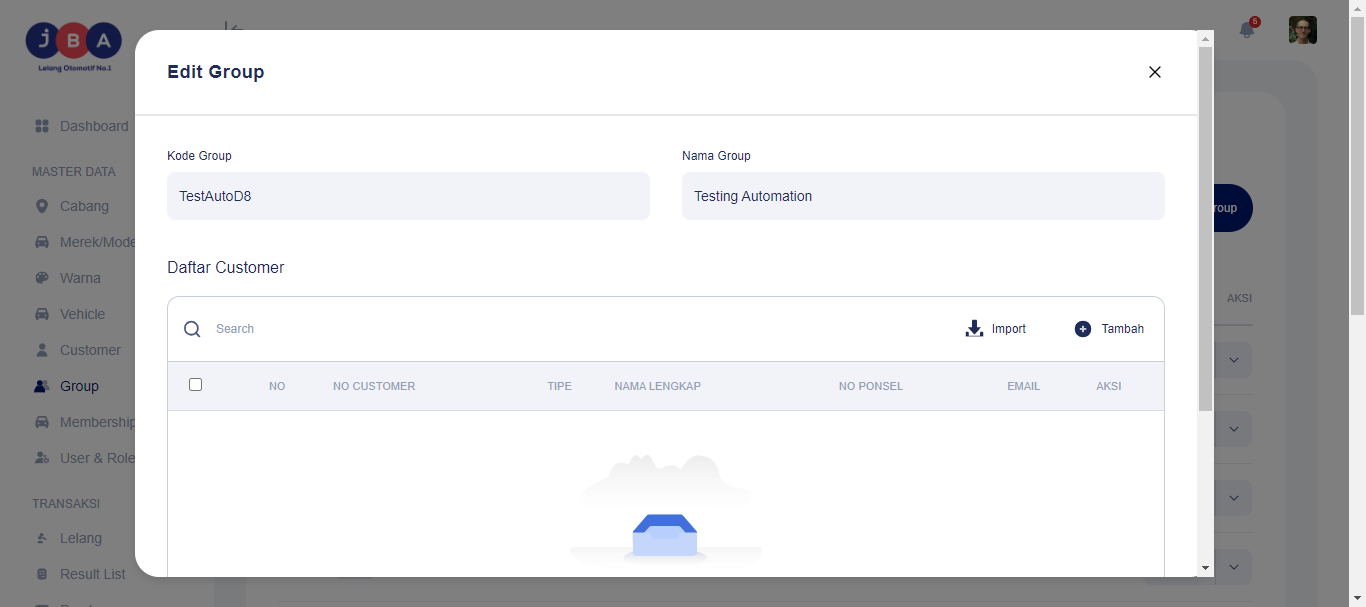 JBA
Lelang Otomotif No.1
5
Edit Group
Dashboard
Kode Group
Nama Group
MASTER DATA
TestAutoD8
Testing Automation
Cabang
roup
Merek/Mode
Daftar Customer
Warna
AKSI
Vehicle
Search
Import
Tambah
Customer
Group
NO
NO CUSTOMER
TIPE
NAMA LENGKAP
NO PONSEL
EMAIL
AKSI
Membership
User & Role
TRANSAKSI
Lelang
Result List